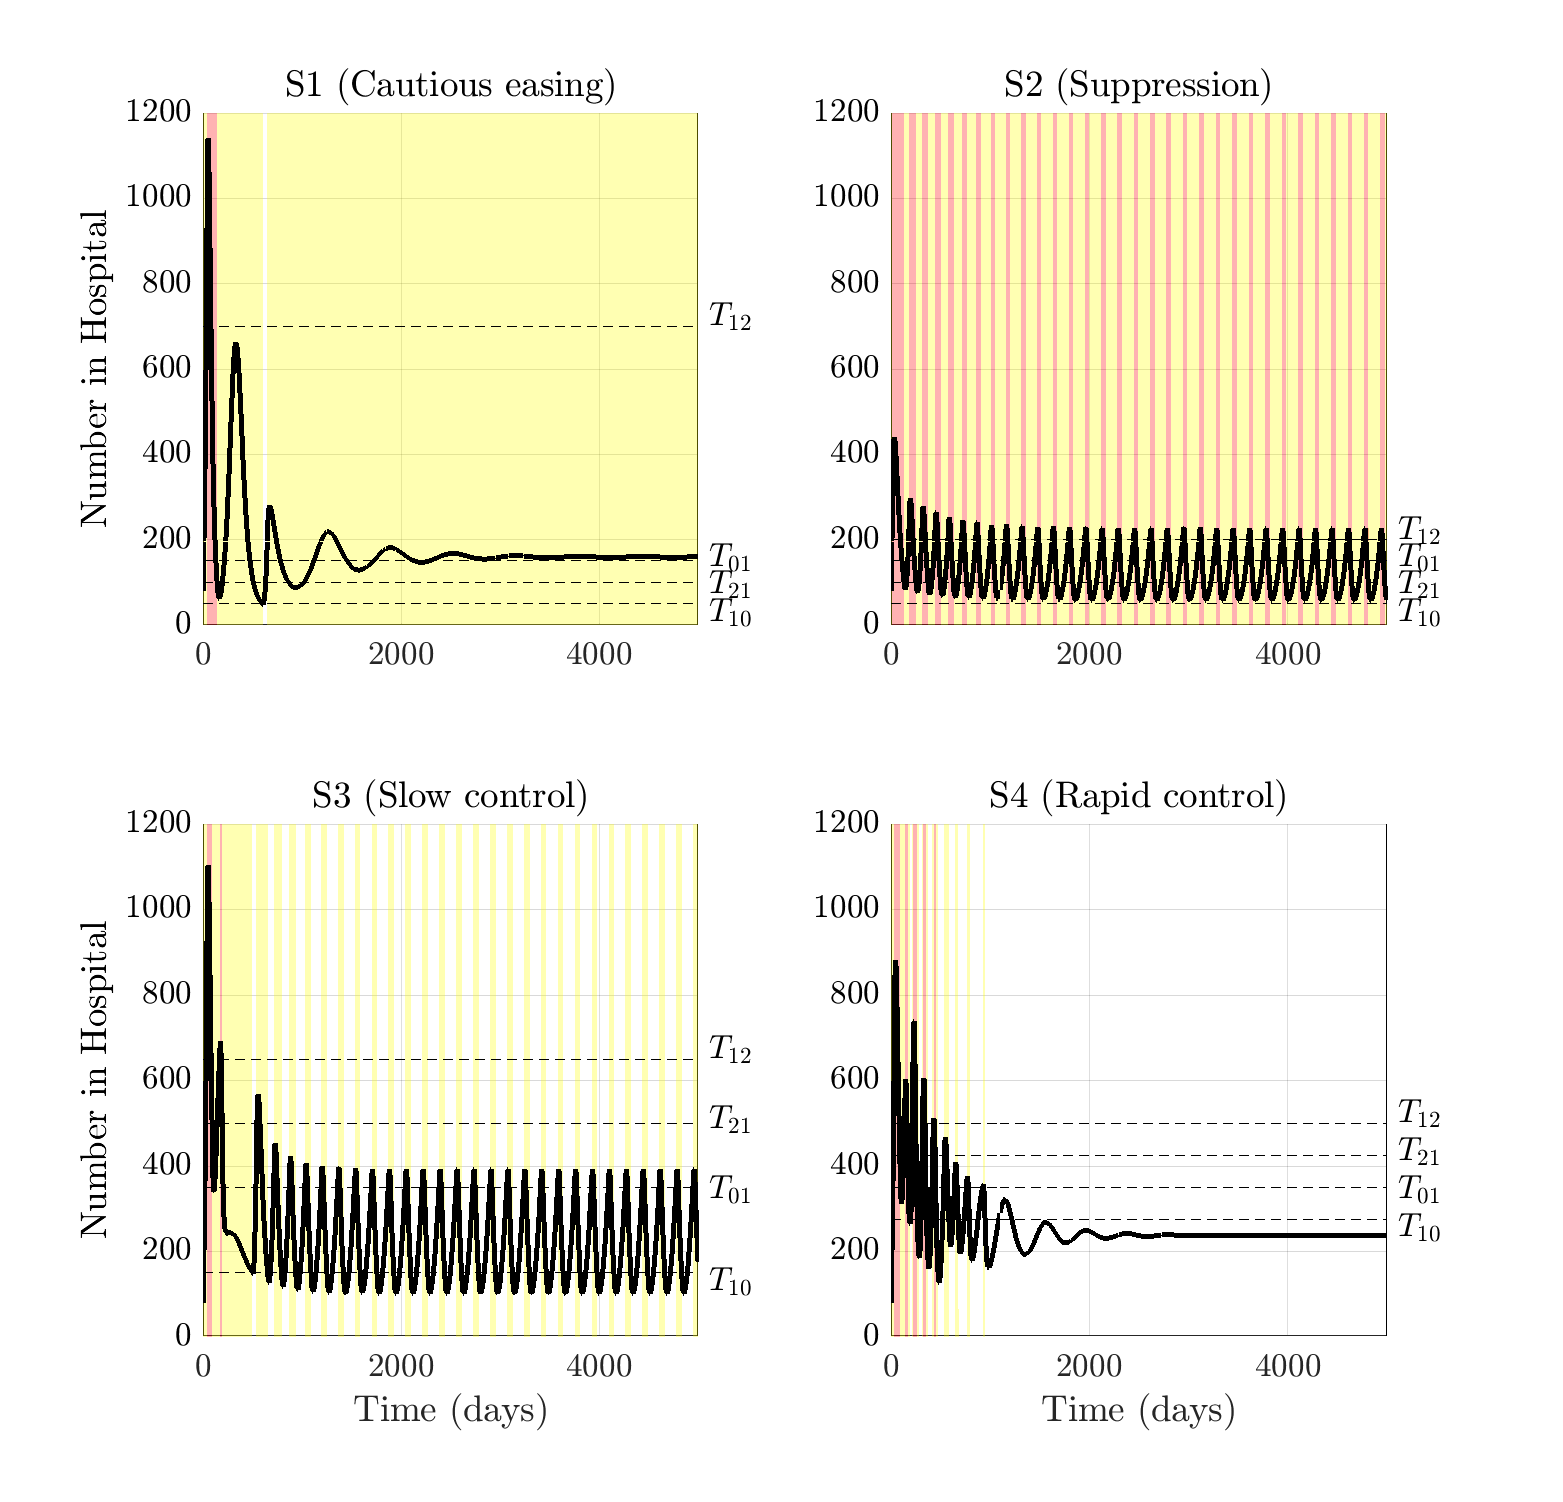 S1 (Cautious easing)
1200
1000
800
600
400
200
0
Number in Hospital
T12
T01
T21
T10
0 2000 4000
S2 (Suppression)
1200
1000
800
600
400
200
0
T12
T01
T21
T10
0 2000 4000
S3 (Slow control)
1200
1000
800
600
400
200
0
Number in Hospital
T12
T21
T01
T10
0 2000 4000
Time (days)
S4 (Rapid control)
1200
1000
800
600
400
200
0
T12
T21
T01
T10
0 2000 4000
Time (days)